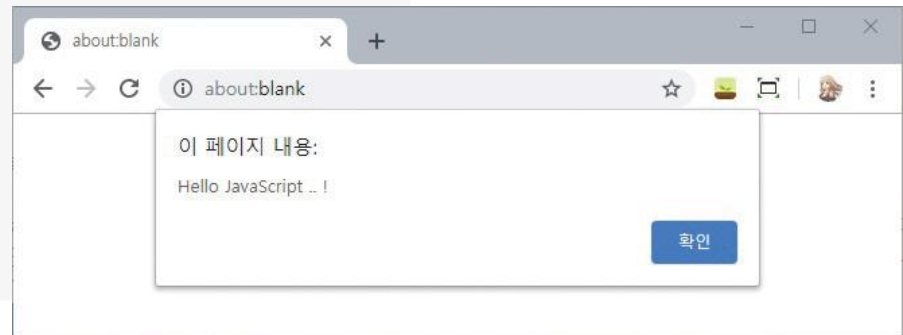 about:blank
about:blank
이 페이지 내용:
Hello JavaScript .. !
확인